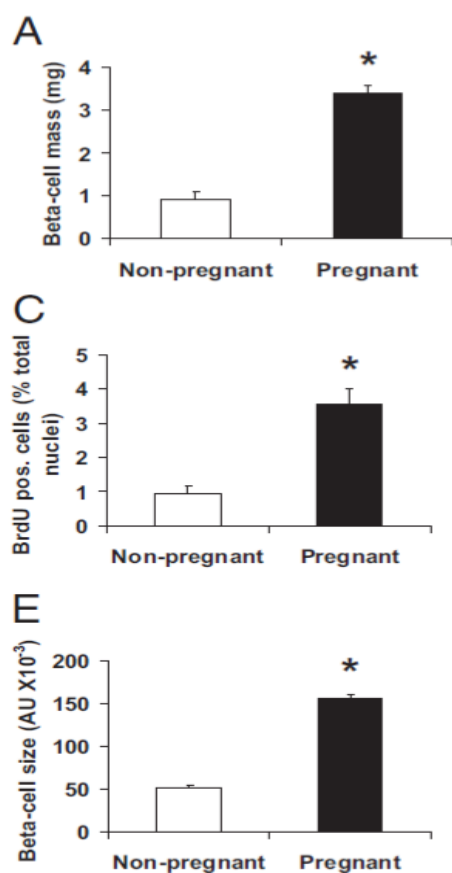 A
Beta-cell mass (mg)
4
3
2
1
0
*
Non-pregnant Pregnant
C
BrdU pos. cells (% total
nuclei)
5
4
3
2
1
0
*
Non-pregnant Pregnant
E
Beta-cell size (AU X10⁻³)
200
150
100
50
0
*
Non-pregnant Pregnant